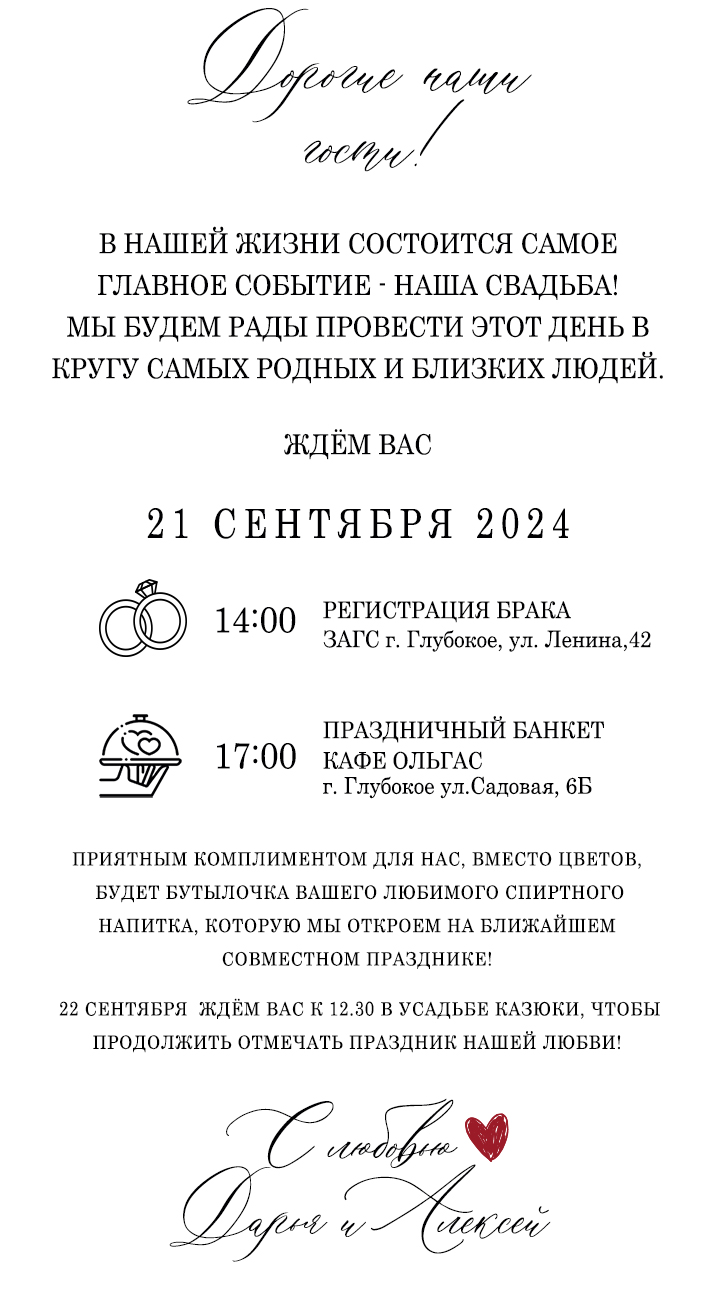 Дорогие наши
гости!
В НАШЕЙ ЖИЗНИ СОСТОИТСЯ САМОЕ
ГЛАВНОЕ СОБЫТИЕ - НАША СВАДЬБА!
МЫ БУДЕМ РАДЫ ПРОВЕСТИ ЭТОТ ДЕНЬ В
КРУГУ САМЫХ РОДНЫХ И БЛИЗКИХ ЛЮДЕЙ.
ЖДЁМ ВАС
21 СЕНТЯБРЯ 2024
14:00
РЕГИСТРАЦИЯ БРАКА
ЗАГС г. Глубокое, ул. Ленина,42
17:00
ПРАЗДНИЧНЫЙ БАНКЕТ
КАФЕ ОЛЬГАС
г. Глубокое ул.Садовая, 6Б
ПРИЯТНЫМ КОМПЛИМЕНТОМ ДЛЯ НАС, ВМЕСТО ЦВЕТОВ,
БУДЕТ БУТЫЛОЧКА ВАШЕГО ЛЮБИМОГО СПИРТНОГО
НАПИТКА, КОТОРУЮ МЫ ОТКРОЕМ НА БЛИЖАЙШЕМ
СОВМЕСТНОМ ПРАЗДНИКЕ!
22 СЕНТЯБРЯ ЖДЁМ ВАС К 12.30 В УСАДЬБЕ КАЗЮКИ, ЧТОБЫ
ПРОДОЛЖИТЬ ОТМЕЧАТЬ ПРАЗДНИК НАШЕЙ ЛЮБВИ!
С любовью
Дарья и Алексей